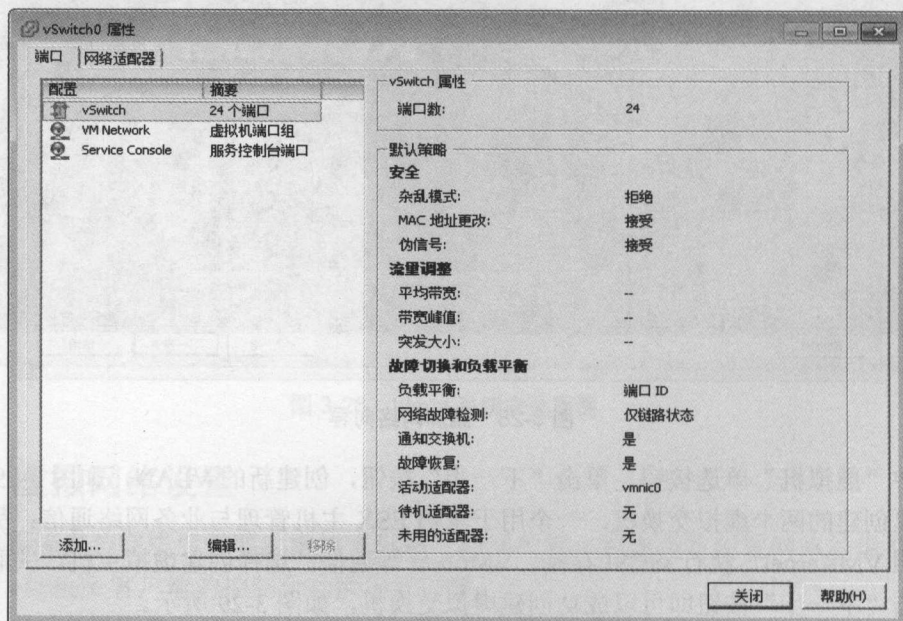 vSwitch0 属性
端口
网络适配器
配置 摘要
vSwitch 24 个端口
VM Network 虚拟机端口组
Service Console 服务控制台端口
添加...
编辑...
移除
vSwitch 属性
端口数: 24
默认策略
安全
杂乱模式: 拒绝
MAC 地址更改: 接受
伪信号: 接受
流量调整
平均带宽: --
带宽峰值: --
突发大小: --
故障切换和负载平衡
负载平衡: 端口 ID
网络故障检测: 仅链路状态
通知交换机: 是
故障恢复: 是
活动适配器: vmnic0
待机适配器: 无
未用的适配器: 无
关闭
帮助(H)